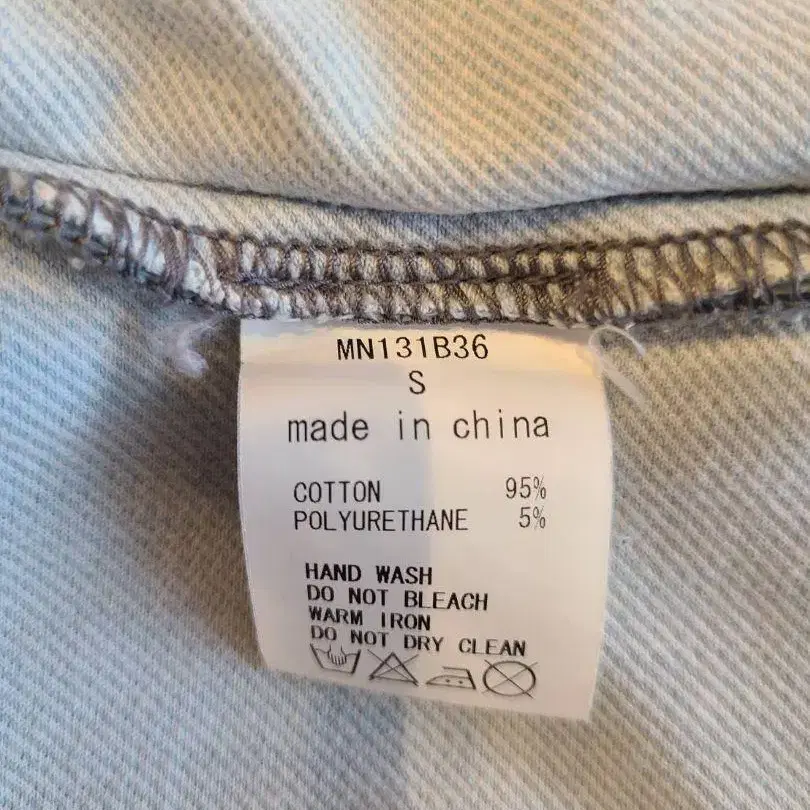 MN131B36
S
made in china
COTTON 95%
POLYURETHANE 5%
HAND WASH
DO NOT BLEACH
WARM IRON
DO NOT DRY CLEAN